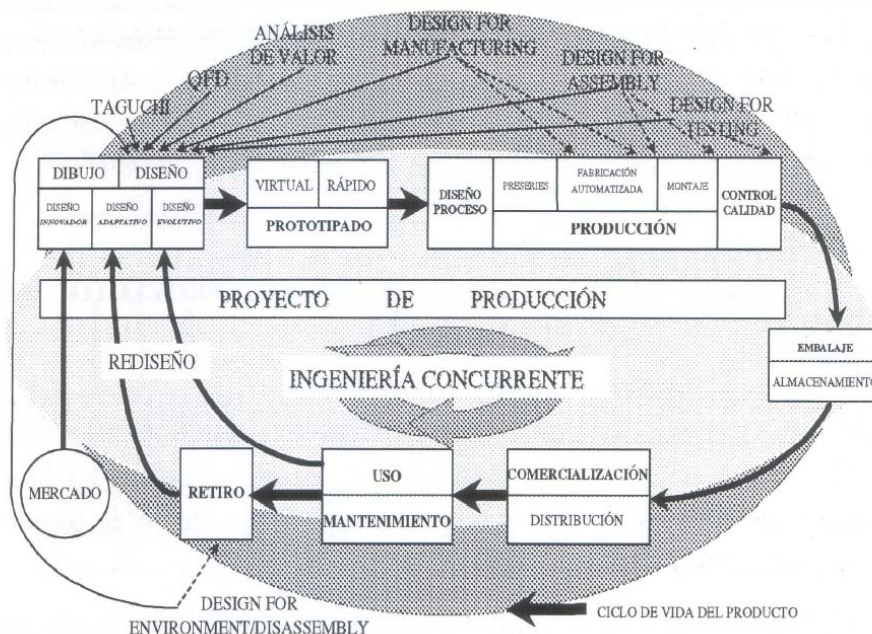 ANÁLISIS
DE VALOR
DESIGN FOR
MANUFACTURING
QFD
DESIGN FOR
ASSEMBLY
TAGUCHI
DESIGN FOR
TESTING
DIBUJO
DISEÑO
DISEÑO
INNOVADOR
DISEÑO
ADAPTATIVO
DISEÑO
EVOLUTIVO
VIRTUAL
RÁPIDO
PROTOTIPADO
DISEÑO
PROCESO
PRESERIES
FABRICACIÓN
AUTOMATIZADA
MONTAJE
PRODUCCIÓN
CONTROL
CALIDAD
PROYECTO DE PRODUCCIÓN
REDISEÑO
INGENIERÍA CONCURRENTE
EMBALAJE
ALMACENAMIENTO
MERCADO
RETIRO
USO
MANTENIMIENTO
COMERCIALIZACIÓN
DISTRIBUCIÓN
DESIGN FOR
ENVIRONMENT/DISASSEMBLY
CICLO DE VIDA DEL PRODUCTO